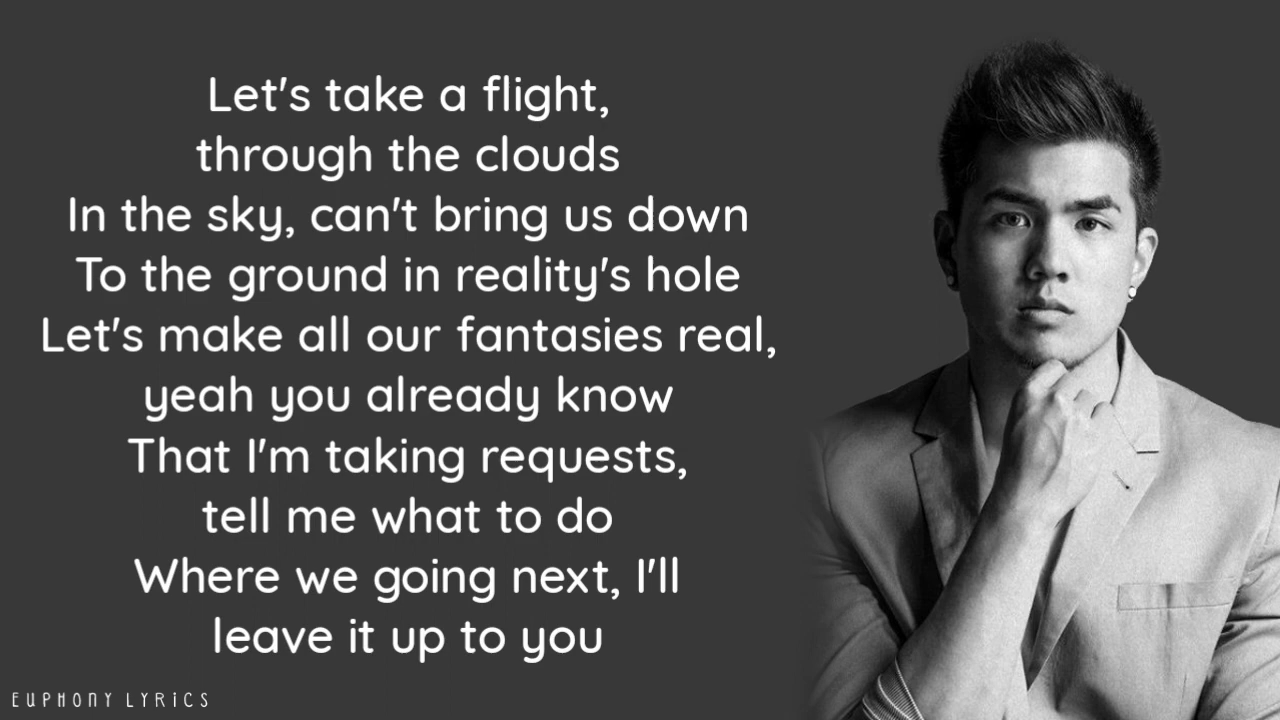 Let's take a flight,
through the clouds
In the sky, can't bring us down
To the ground in reality's hole
Let's make all our fantasies real,
yeah you already know
That I'm taking requests,
tell me what to do
Where we going next, I'll
leave it up to you
EUPHONY LYRICS